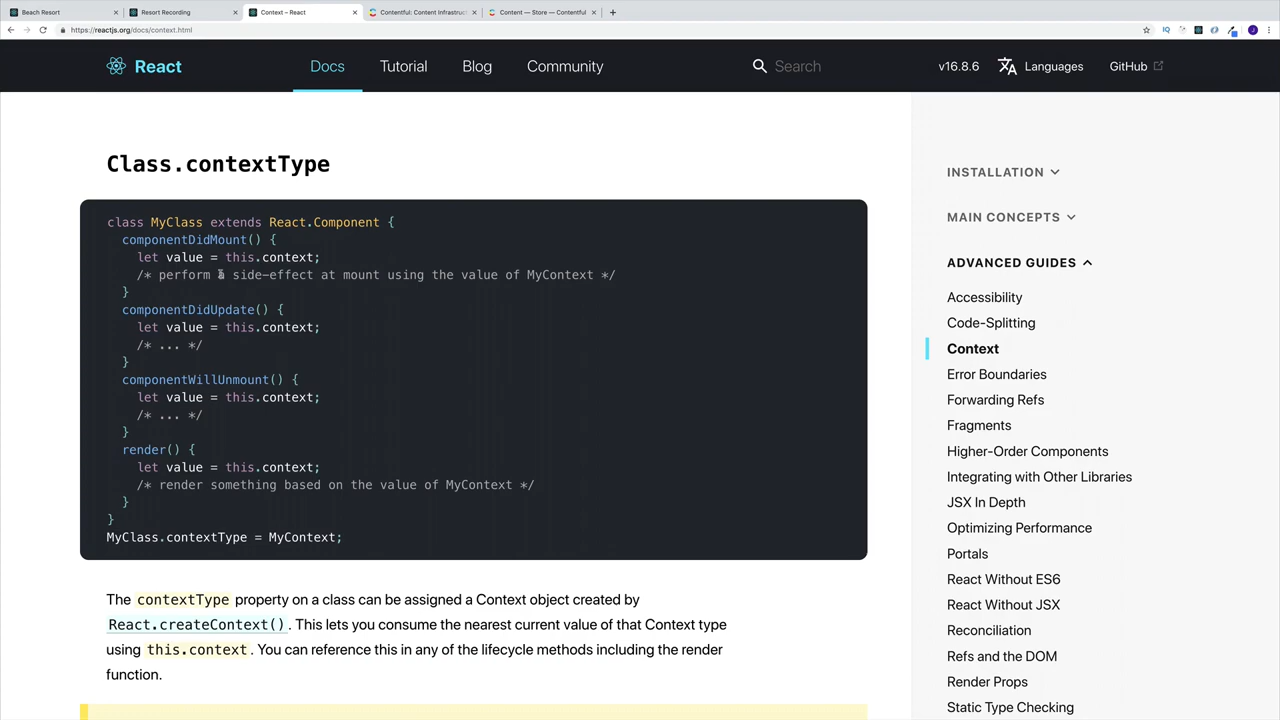 Beach Resort
Resort Recording
Context – React
Contentful: Content Infrastruc
Content — Store — Contentful
https://reactjs.org/docs/context.html
React
Docs
Tutorial
Blog
Community
Search
v16.8.6
Languages
GitHub
Class.contextType
class MyClass extends React.Component {
componentDidMount() {
let value = this.context;
/* perform a side-effect at mount using the value of MyContext */
}
componentDidUpdate() {
let value = this.context;
/* ... */
}
componentWillUnmount() {
let value = this.context;
/* ... */
}
render() {
let value = this.context;
/* render something based on the value of MyContext */
}
}
MyClass.contextType = MyContext;
The contextType property on a class can be assigned a Context object created by
React.createContext(). This lets you consume the nearest current value of that Context type
using this.context. You can reference this in any of the lifecycle methods including the render
function.
INSTALLATION
MAIN CONCEPTS
ADVANCED GUIDES
Accessibility
Code-Splitting
Context
Error Boundaries
Forwarding Refs
Fragments
Higher-Order Components
Integrating with Other Libraries
JSX In Depth
Optimizing Performance
Portals
React Without ES6
React Without JSX
Reconciliation
Refs and the DOM
Render Props
Static Type Checking